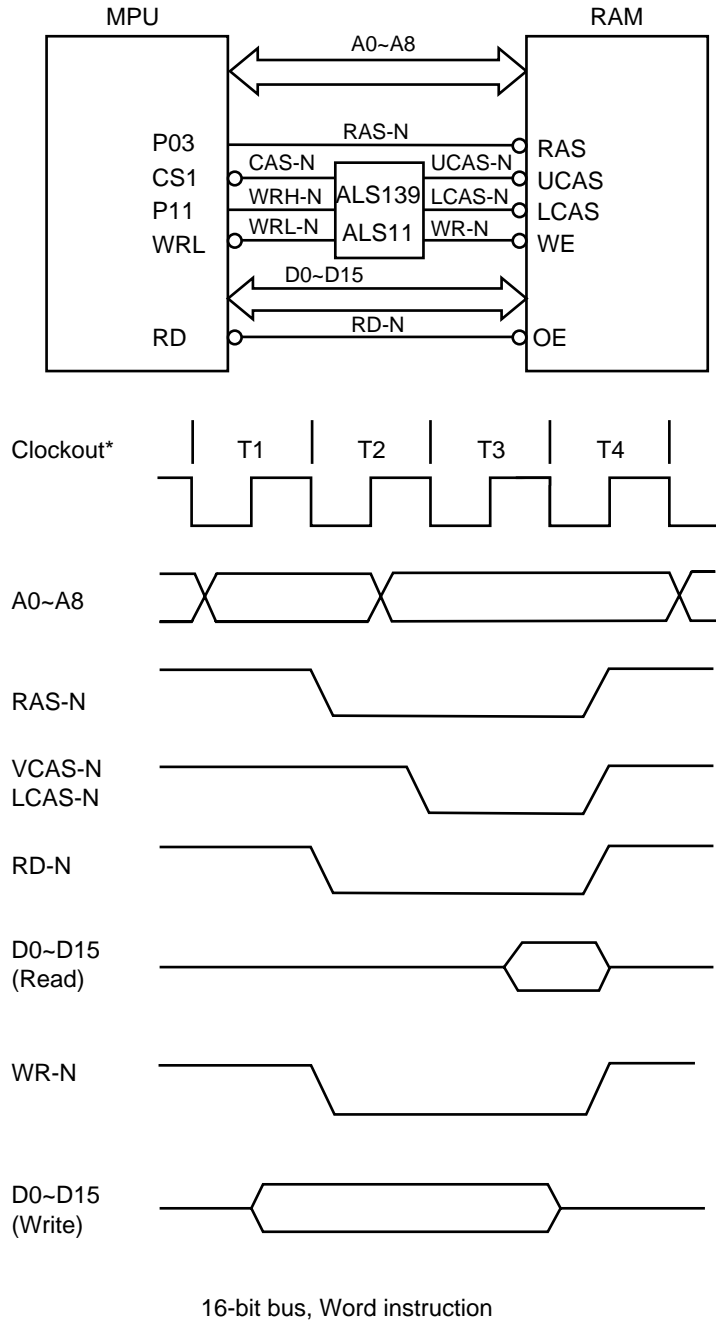 MPU RAM
A0~A8
P03 RAS-N RAS
CS1 CAS-N UCAS-N UCAS
P11 WRH-N ALS139 LCAS-N LCAS
WRL WRL-N ALS11 WR-N WE
D0~D15
RD RD-N OE
Clockout* T1 T2 T3 T4
A0~A8
RAS-N
VCAS-N
LCAS-N
RD-N
D0~D15
(Read)
WR-N
D0~D15
(Write)
16-bit bus, Word instruction